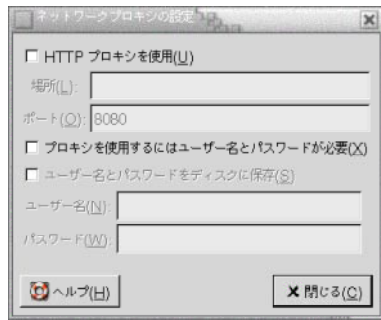 ネットワークプロキシの設定
HTTP プロキシを使用(U)
場所(L):
ポート(O): 8080
プロキシを使用するにはユーザー名とパスワードが必要(X)
ユーザー名とパスワードをディスクに保存(S)
ユーザー名(N):
パスワード(W):
ヘルプ(H)
閉じる(C)